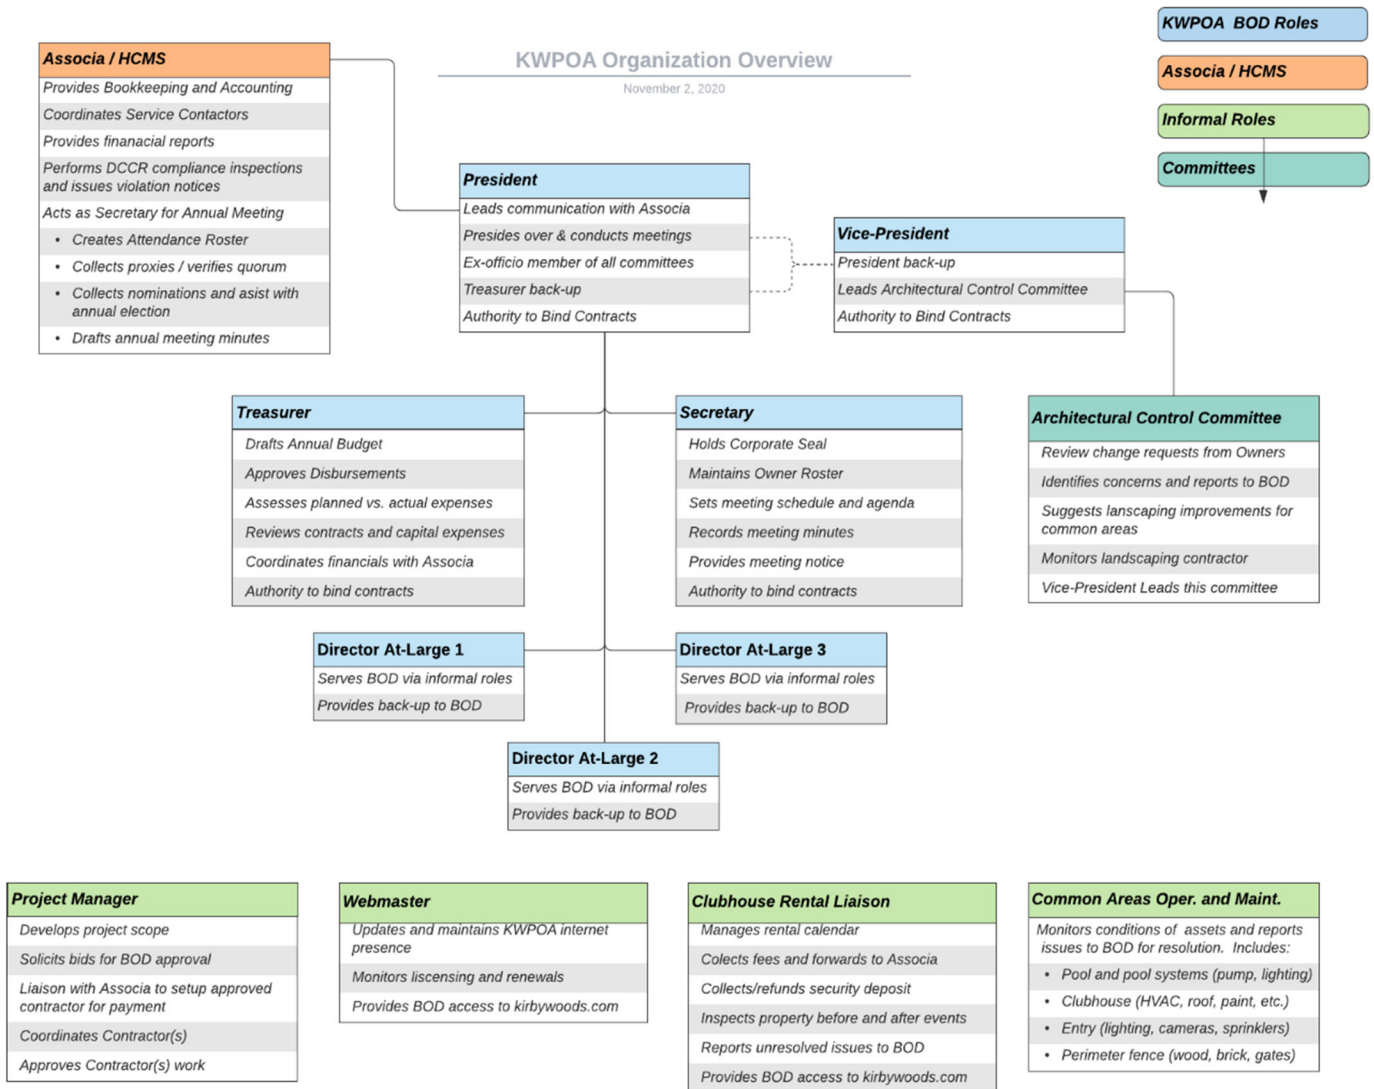 KWPOA Organization Overview
November 2, 2020
KWPOA  BOD Roles
Associa / HCMS
Informal Roles
Committees
Associa / HCMS
Provides Bookkeeping and Accounting
Coordinates Service Contactors
Provides finanacial reports
Performs DCCR compliance inspections
and issues violation notices
Acts as Secretary for Annual Meeting
• Creates Attendance Roster
• Collects proxies / verifies quorum
• Collects nominations and asist with
annual election
• Drafts annual meeting minutes
President
Leads communication with Associa
Presides over & conducts meetings
Ex-officio member of all committees
Treasurer back-up
Authority to Bind Contracts
Vice-President
President back-up
Leads Architectural Control Committee
Authority to Bind Contracts
Treasurer
Drafts Annual Budget
Approves Disbursements
Assesses planned vs. actual expenses
Reviews contracts and capital expenses
Coordinates financials with Associa
Authority to bind contracts
Secretary
Holds Corporate Seal
Maintains Owner Roster
Sets meeting schedule and agenda
Records meeting minutes
Provides meeting notice
Authority to bind contracts
Architectural Control Committee
Review change requests from Owners
Identifies concerns and reports to BOD
Suggests lanscaping improvements for
common areas
Monitors landscaping contractor
Vice-President Leads this committee
Director At-Large 1
Serves BOD via informal roles
Provides back-up to BOD
Director At-Large 3
Serves BOD via informal roles
Provides back-up to BOD
Director At-Large 2
Serves BOD via informal roles
Provides back-up to BOD
Project Manager
Develops project scope
Solicits bids for BOD approval
Liaison with Associa to setup approved
contractor for payment
Coordinates Contractor(s)
Approves Contractor(s) work
Webmaster
Updates and maintains KWPOA internet
presence
Monitors liscensing and renewals
Provides BOD access to kirbywoods.com
Clubhouse Rental Liaison
Manages rental calendar
Colects fees and forwards to Associa
Collects/refunds security deposit
Inspects property before and after events
Reports unresolved issues to BOD
Provides BOD access to kirbywoods.com
Common Areas Oper. and Maint.
Monitors conditions of  assets and reports
issues to BOD for resolution.  Includes:
• Pool and pool systems (pump, lighting)
• Clubhouse (HVAC, roof, paint, etc.)
• Entry (lighting, cameras, sprinklers)
• Perimeter fence (wood, brick, gates)